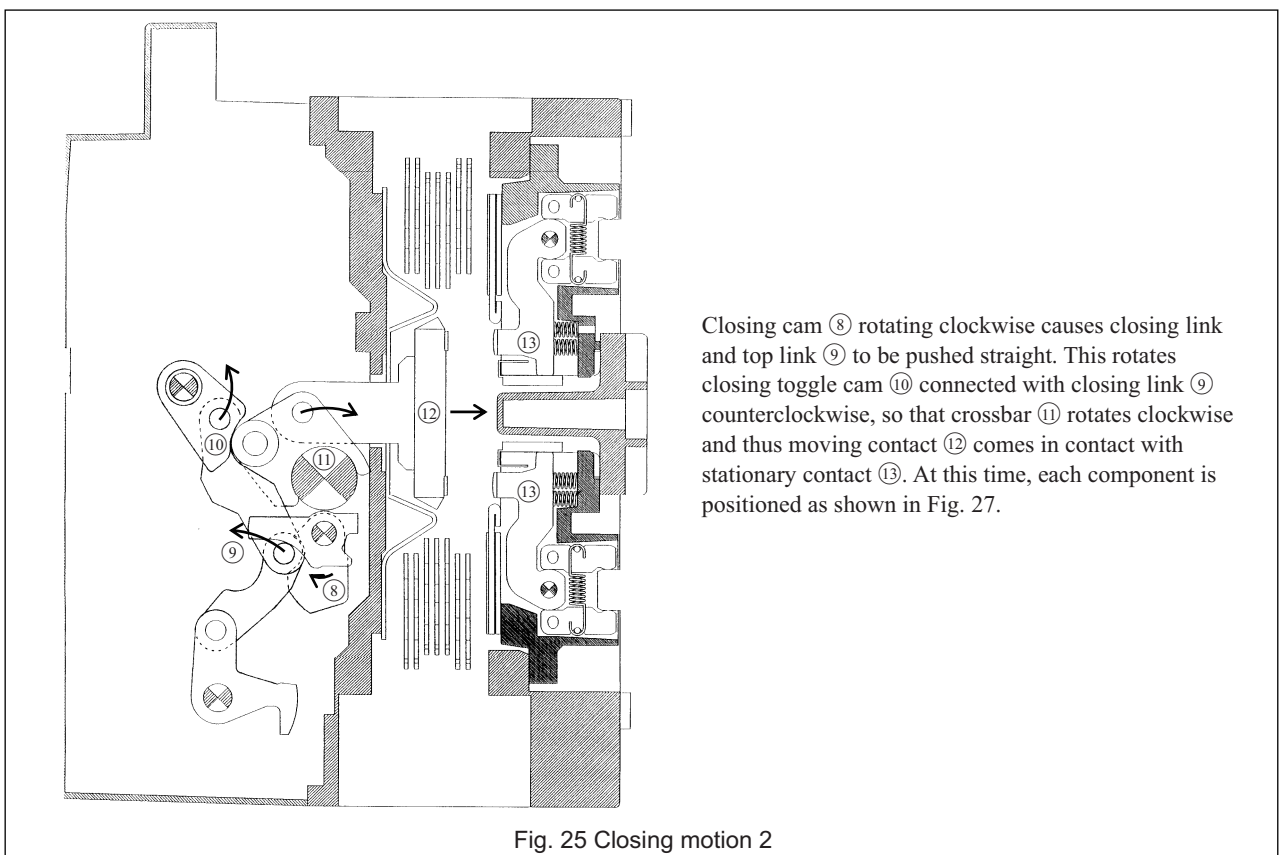 ⑬
⑫
⑩
⑪
⑬
⑨
⑧
Closing cam ⑧ rotating clockwise causes closing link
and top link ⑨ to be pushed straight. This rotates
closing toggle cam ⑩ connected with closing link ⑨
counterclockwise, so that crossbar ⑪ rotates clockwise
and thus moving contact ⑫ comes in contact with
stationary contact ⑬. At this time, each component is
positioned as shown in Fig. 27.
Fig. 25 Closing motion 2